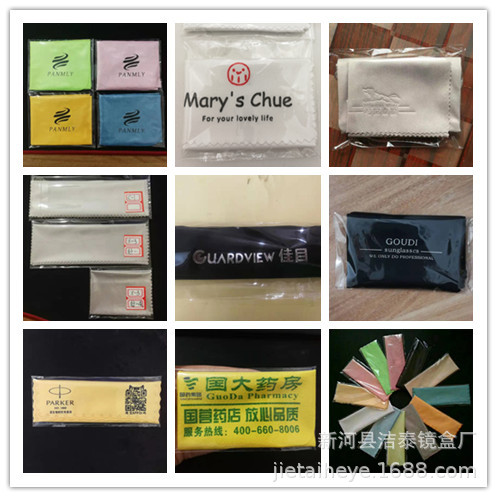 PANMLY
PANMLY
PANMLY
PANMLY
Mary's Chue
For your lovely life
GUARDVIEW 佳目
GOUDI
sunglasses
WE ONLY DO PROFESSIONAL
PARKER
国大药房
GuoDa Pharmacy
国营药店 放心品质
服务热线：400-660-8006
新河县洁泰镜盒厂
jietaiheye.1688.com